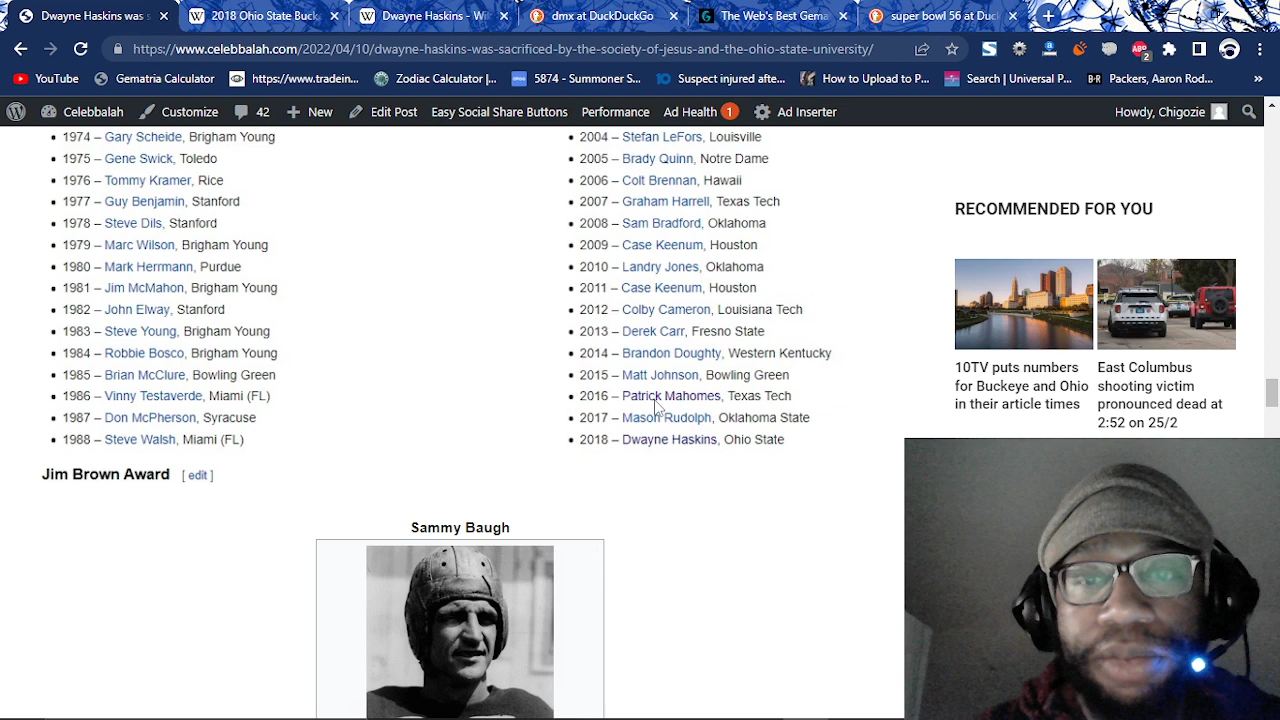 Dwayne Haskins was s
2018 Ohio State Buck
Dwayne Haskins - Wi
dmx at DuckDuckGo
The Web's Best Gema
super bowl 56 at Duc
https://www.celebbalah.com/2022/04/10/dwayne-haskins-was-sacrificed-by-the-society-of-jesus-and-the-ohio-state-university/
YouTube
Gematria Calculator
https://www.tradein...
Zodiac Calculator |...
5874 - Summoner S...
Suspect injured afte...
How to Upload to P...
Search | Universal P...
Packers, Aaron Rod...
Celebbalah
Customize
42
New
Edit Post
Easy Social Share Buttons
Performance
Ad Health 1
Ad Inserter
Howdy, Chigozie
1974 – Gary Scheide, Brigham Young
1975 – Gene Swick, Toledo
1976 – Tommy Kramer, Rice
1977 – Guy Benjamin, Stanford
1978 – Steve Dils, Stanford
1979 – Marc Wilson, Brigham Young
1980 – Mark Herrmann, Purdue
1981 – Jim McMahon, Brigham Young
1982 – John Elway, Stanford
1983 – Steve Young, Brigham Young
1984 – Robbie Bosco, Brigham Young
1985 – Brian McClure, Bowling Green
1986 – Vinny Testaverde, Miami (FL)
1987 – Don McPherson, Syracuse
1988 – Steve Walsh, Miami (FL)
2004 – Stefan LeFors, Louisville
2005 – Brady Quinn, Notre Dame
2006 – Colt Brennan, Hawaii
2007 – Graham Harrell, Texas Tech
2008 – Sam Bradford, Oklahoma
2009 – Case Keenum, Houston
2010 – Landry Jones, Oklahoma
2011 – Case Keenum, Houston
2012 – Colby Cameron, Louisiana Tech
2013 – Derek Carr, Fresno State
2014 – Brandon Doughty, Western Kentucky
2015 – Matt Johnson, Bowling Green
2016 – Patrick Mahomes, Texas Tech
2017 – Mason Rudolph, Oklahoma State
2018 – Dwayne Haskins, Ohio State
Jim Brown Award [ edit ]
Sammy Baugh
RECOMMENDED FOR YOU
10TV puts numbers
for Buckeye and Ohio
in their article times
East Columbus
shooting victim
pronounced dead at
2:52 on 25/2